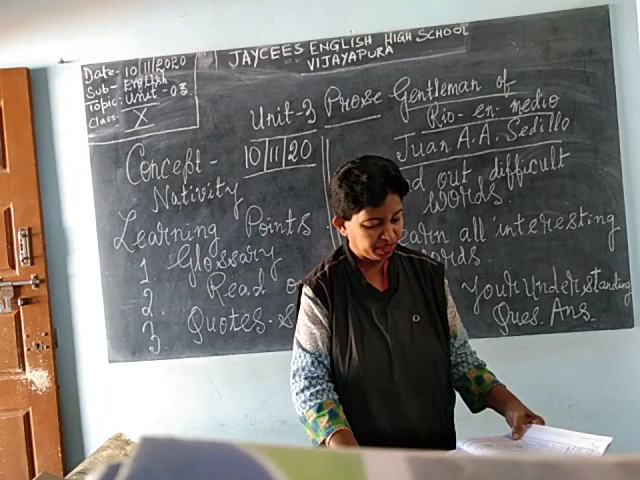 Date- 10/11/2020
Sub- English
Topic: Unit - 03
Class- X
JAYCEES ENGLISH HIGH SCHOOL
VIJAYAPURA
Unit-3 Prose - Gentleman of
Rio-en-medio
10/11/20
Juan A.A. Sedillo
Concept -
Nativity
Learning Points
1. Glossary
2. Read
3. Quotes.
out difficult
words.
all interesting
Your Understanding
Ques. Ans.